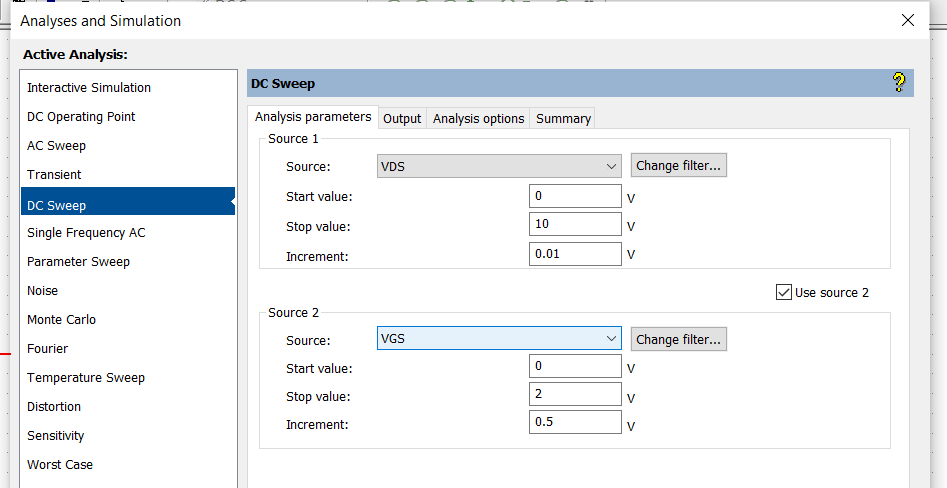 Analyses and Simulation
Active Analysis:
Interactive Simulation
DC Operating Point
AC Sweep
Transient
DC Sweep
Single Frequency AC
Parameter Sweep
Noise
Monte Carlo
Fourier
Temperature Sweep
Distortion
Sensitivity
Worst Case
DC Sweep ?
Analysis parameters Output Analysis options Summary
Source 1
Source: VDS Change filter...
Start value: 0 V
Stop value: 10 V
Increment: 0.01 V
Use source 2
Source 2
Source: VGS Change filter...
Start value: 0 V
Stop value: 2 V
Increment: 0.5 V